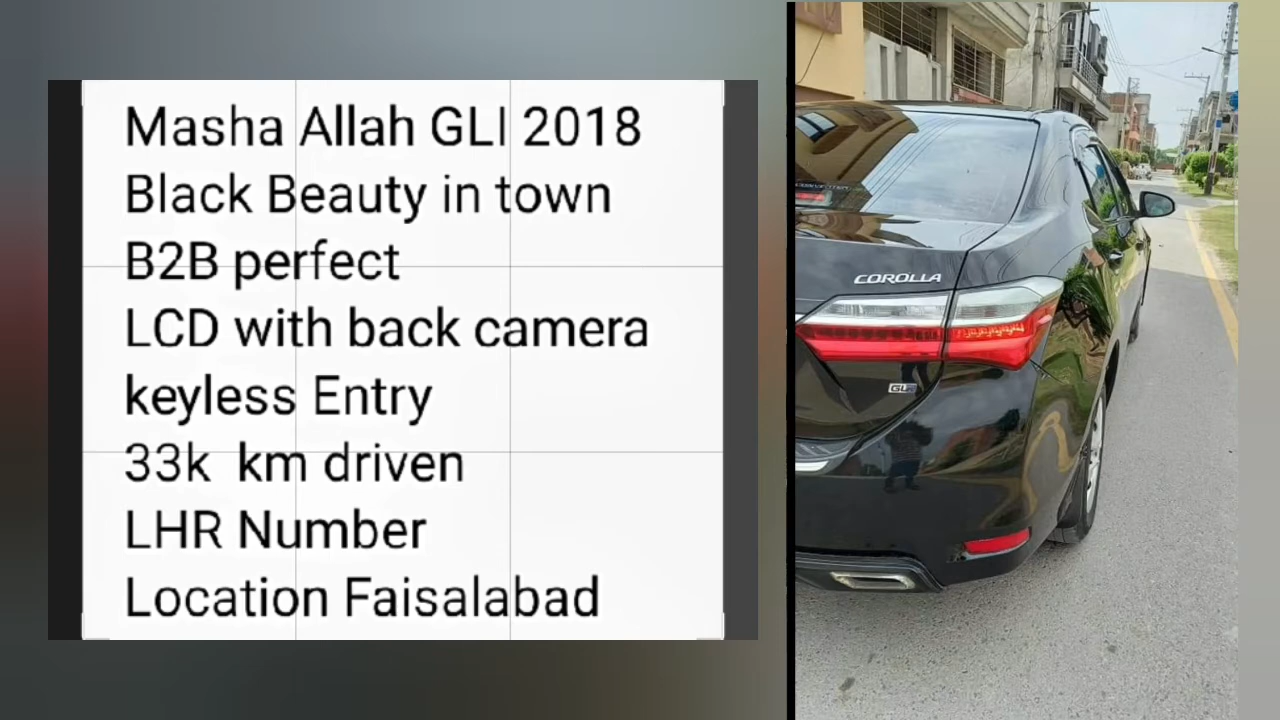 Masha Allah GLI 2018
Black Beauty in town
B2B perfect
LCD with back camera
keyless Entry
33k km driven
LHR Number
Location Faisalabad
COROLLA
GLi